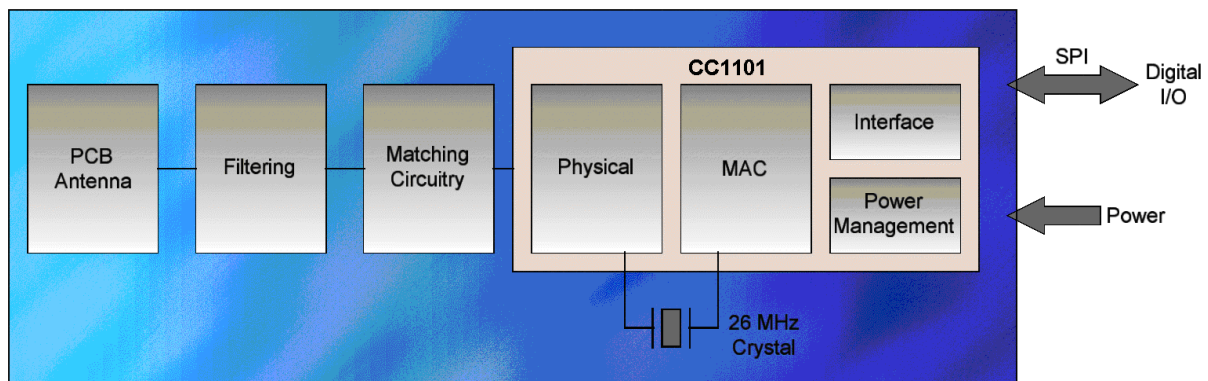 CC1101
SPI
Digital
I/O
PCB
Antenna
Filtering
Matching
Circuitry
Physical
MAC
Interface
Power
Management
Power
26 MHz
Crystal